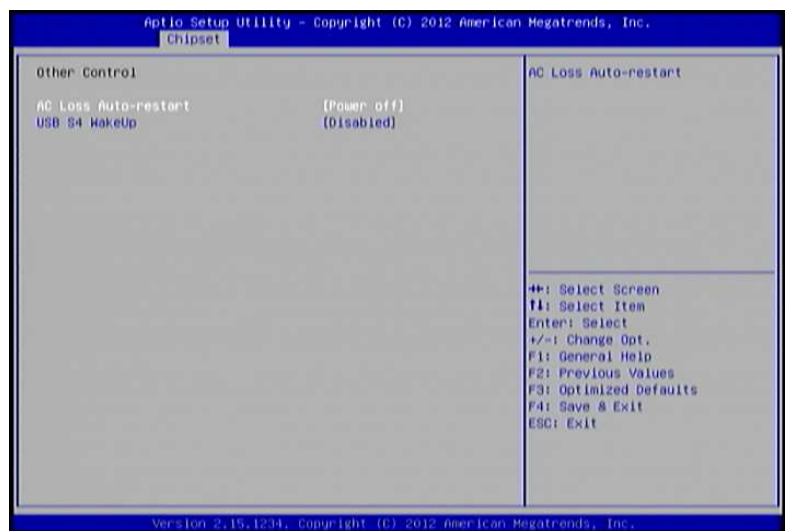 Aptio Setup Utility - Copyright (C) 2012 American Megatrends, Inc.
Chipset
Other Control
AC Loss Auto-restart [Power off]
USB S4 WakeUp [Disabled]
AC Loss Auto-restart
→←: Select Screen
↑↓: Select Item
Enter: Select
+/-: Change Opt.
F1: General Help
F2: Previous Values
F3: Optimized Defaults
F4: Save & Exit
ESC: Exit
Version 2.15.1234. Copyright (C) 2012 American Megatrends, Inc.